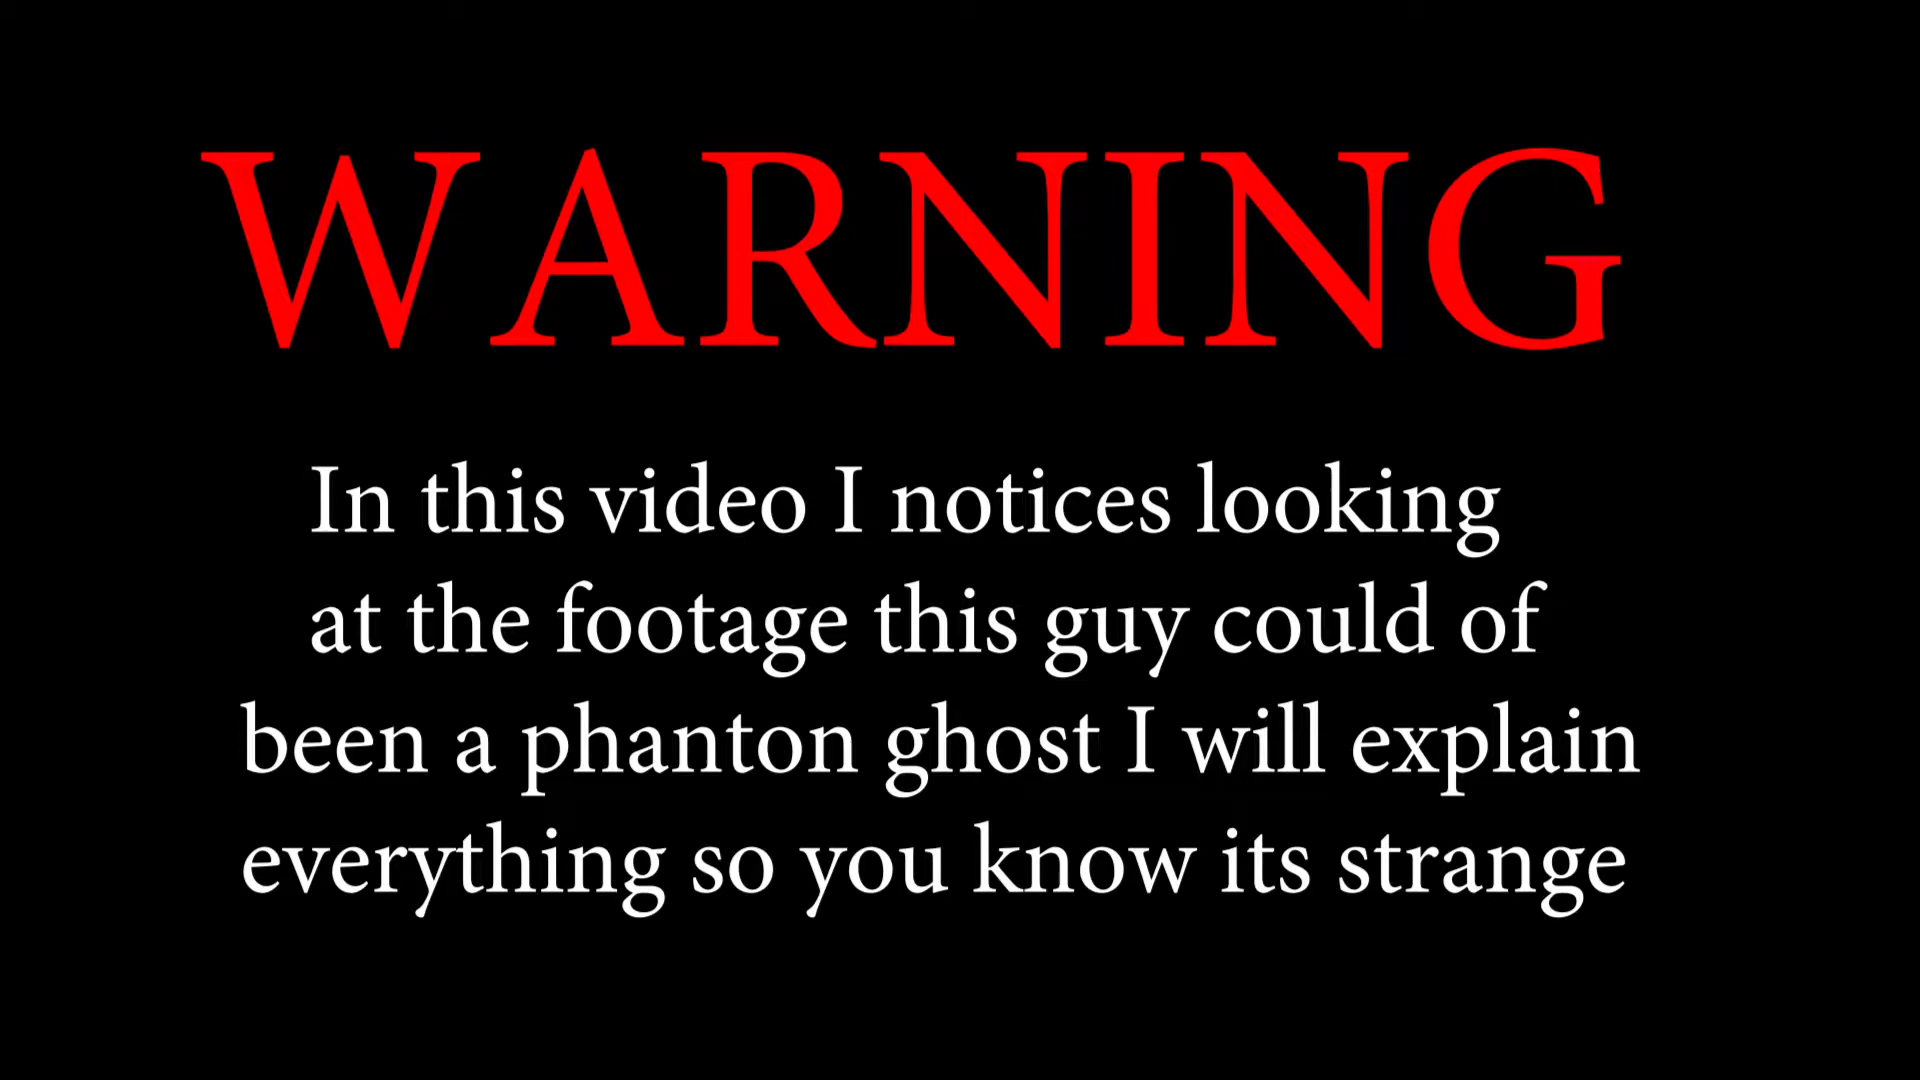 WARNING
In this video I notices looking
at the footage this guy could of
been a phanton ghost I will explain
everything so you know its strange